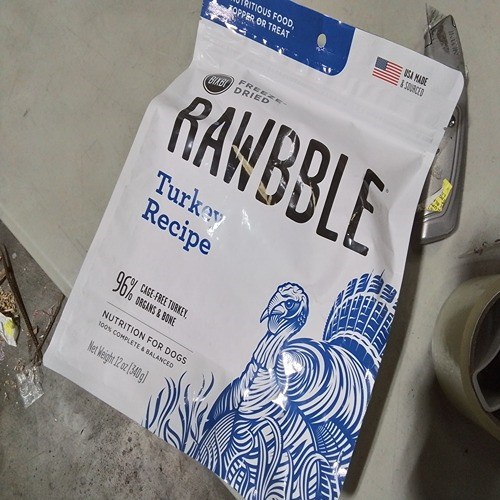 NUTRITIOUS FOOD,
TOPPER, OR TREAT
USA MADE
& SOURCED
BIXBI
FREEZE
DRIED
RAWBBLE
Turkey
Recipe
96% CAGE-FREE TURKEY,
ORGANS & BONE
NUTRITION FOR DOGS
100% COMPLETE & BALANCED
Net Weight 12 oz (340g)